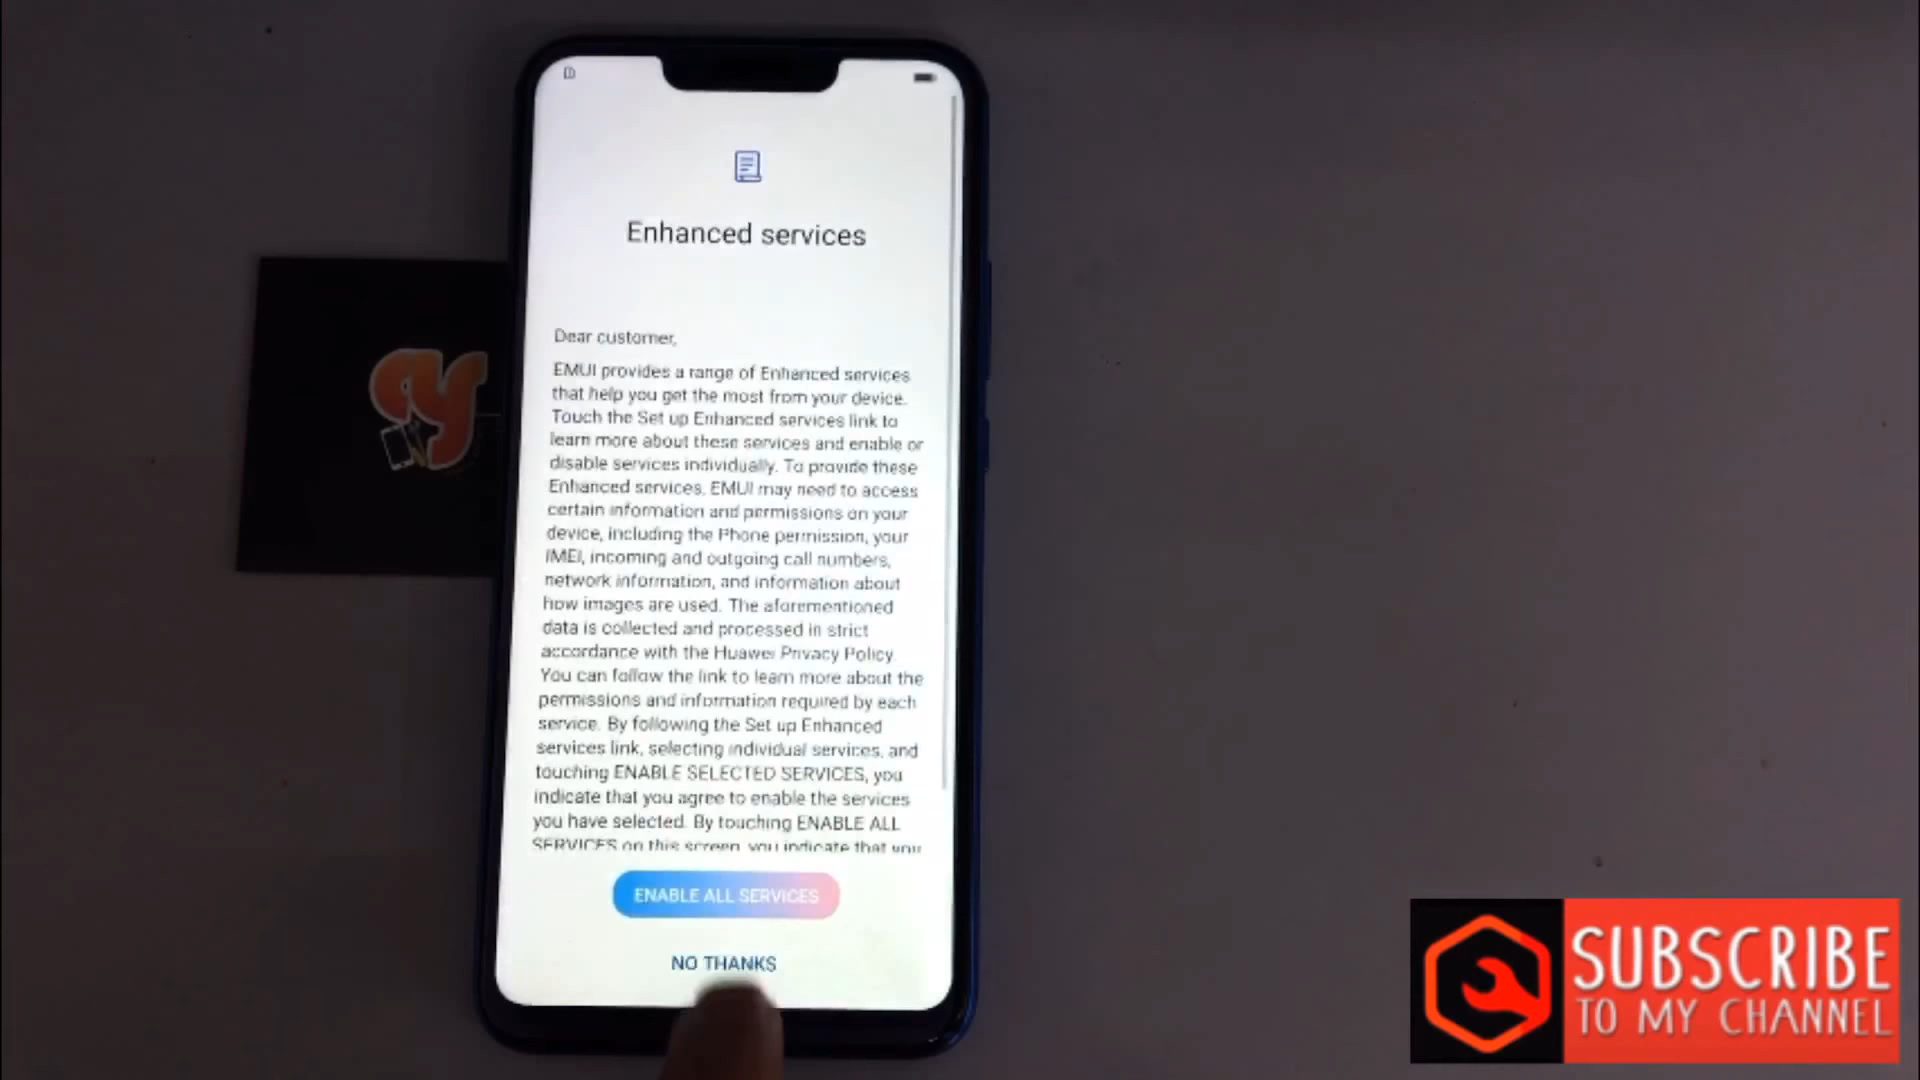 Enhanced services
Dear customer,
EMUI provides a range of Enhanced services
that help you get the most from your device.
Touch the Set up Enhanced services link to
learn more about these services and enable or
disable services individually. To provide these
Enhanced services, EMUI may need to access
certain information and permissions on your
device, including the Phone permission, your
IMEI, incoming and outgoing call numbers,
network information, and information about
how images are used. The aforementioned
data is collected and processed in strict
accordance with the Huawei Privacy Policy.
You can follow the link to learn more about the
permissions and information required by each
service. By following the Set up Enhanced
services link, selecting individual services, and
touching ENABLE SELECTED SERVICES, you
indicate that you agree to enable the services
you have selected. By touching ENABLE ALL
SERVICES on this screen, you indicate that you
ENABLE ALL SERVICES
NO THANKS
SUBSCRIBE
TO MY CHANNEL